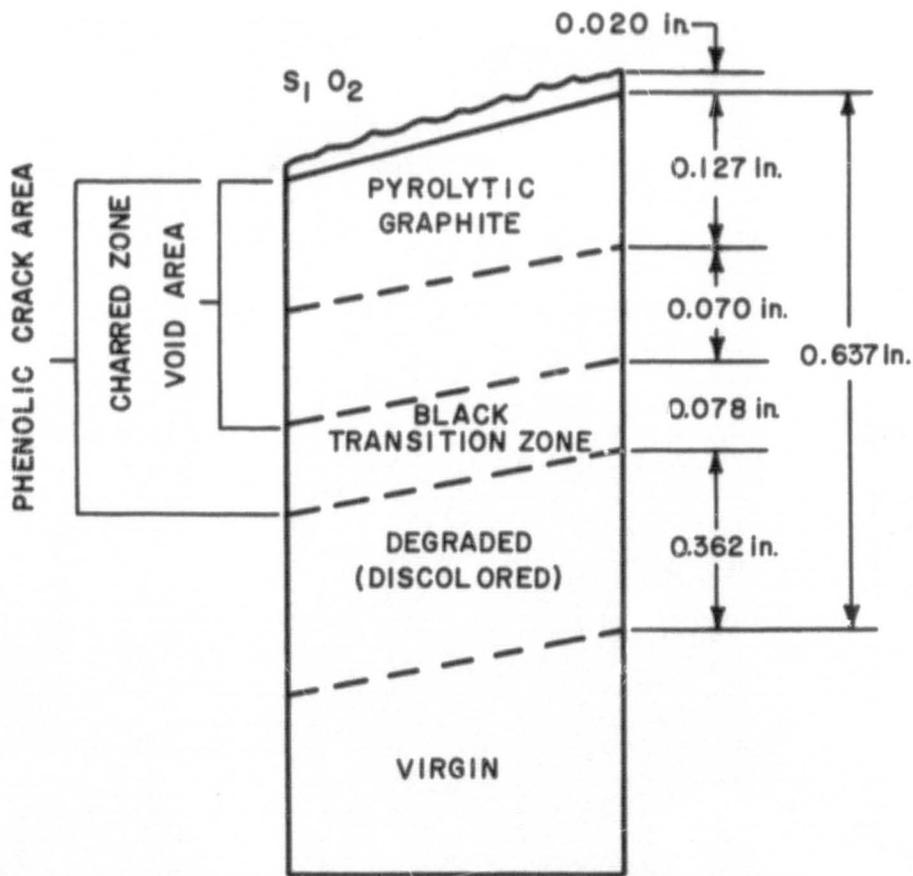 0.020 in.
S₁ O₂
PHENOLIC CRACK AREA
CHARRED ZONE
VOID AREA
PYROLYTIC
GRAPHITE
0.127 in.
0.070 in.
0.637 in.
BLACK
TRANSITION ZONE
0.078 in.
DEGRADED
(DISCOLORED)
0.362 in.
VIRGIN